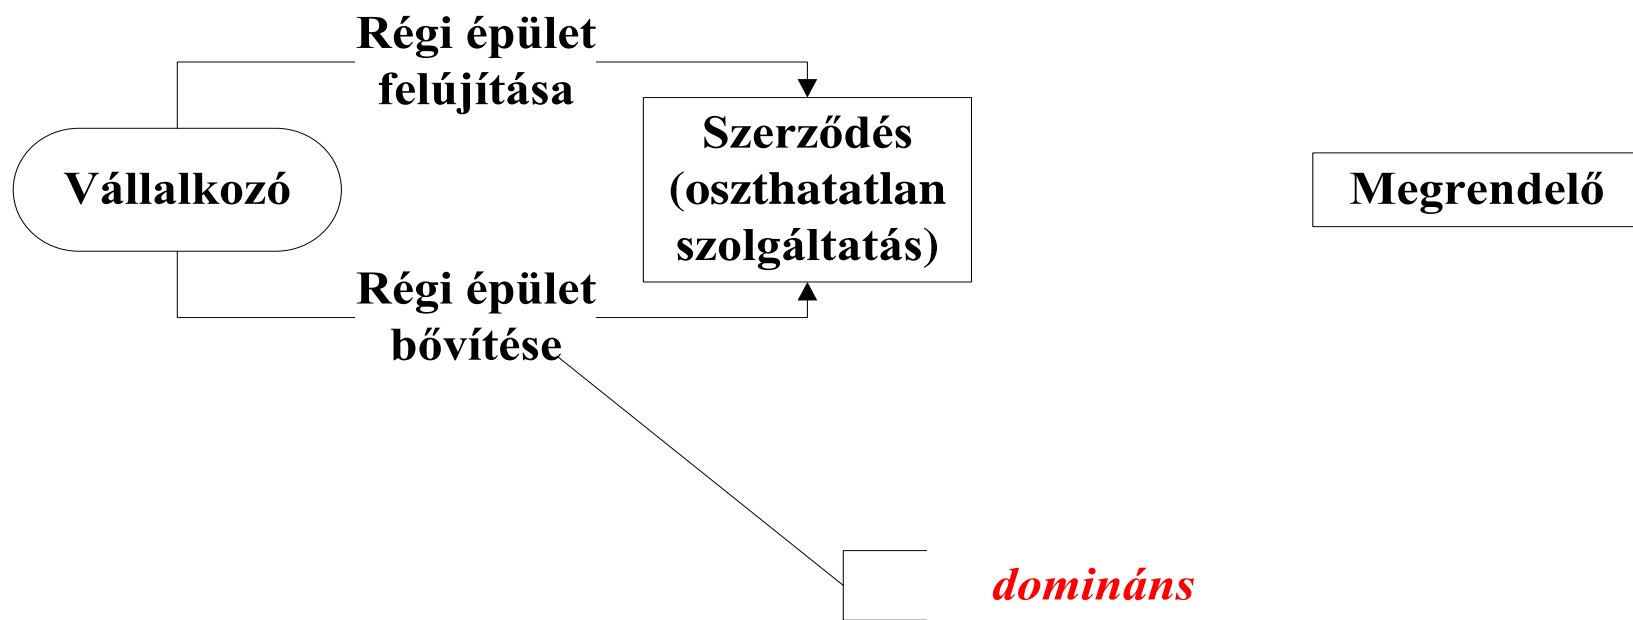 Régi épület
felújítása
Vállalkozó
Szerződés
(oszthatatlan
szolgáltatás)
Megrendelő
Régi épület
bővítése
domináns